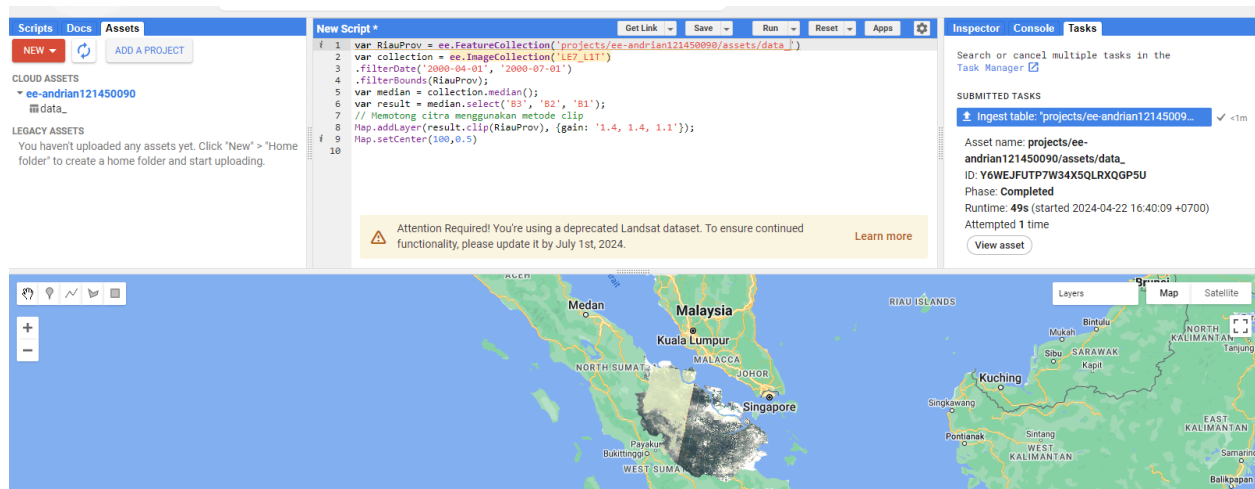 Scripts Docs Assets
NEW
ADD A PROJECT
CLOUD ASSETS
ee-andrian121450090
data_
LEGACY ASSETS
You haven't uploaded any assets yet. Click "New" > "Home
folder" to create a home folder and start uploading.
New Script *
Get Link Save Run Reset Apps
i 1 var RiauProv = ee.FeatureCollection('projects/ee-andrian121450090/assets/data_')
2 var collection = ee.ImageCollection('LE7_L1T')
3 .filterDate('2000-04-01', '2000-07-01')
4 .filterBounds(RiauProv);
5 var median = collection.median();
6 var result = median.select('B3', 'B2', 'B1');
7 // Memotong citra menggunakan metode clip
8 Map.addLayer(result.clip(RiauProv), {gain: '1.4, 1.4, 1.1'});
i 9 Map.setCenter(100,0.5)
10
Attention Required! You're using a deprecated Landsat dataset. To ensure continued
functionality, please update it by July 1st, 2024.
Learn more
Inspector Console Tasks
Search or cancel multiple tasks in the
Task Manager
SUBMITTED TASKS
Ingest table: "projects/ee-andrian12145009...
<1m
Asset name: projects/ee-
andrian121450090/assets/data_
ID: Y6WEJFUTP7W34X5QLRXQGP5U
Phase: Completed
Runtime: 49s (started 2024-04-22 16:40:09 +0700)
Attempted 1 time
View asset
Layers
Map Satellite
ACEH
Medan
Malaysia
Kuala Lumpur
MALACCA
JOHOR
NORTH SUMAT
Singapore
Payakur
Bukittinggi
WEST SUMA
RIAU ISLANDS
Brunei
Bintulu
Mukah
Sibu SARAWAK
Kapit
NORTH
KALIMANTAN
Tanjung
Kuching
Singkawang
Pontianak
Sintang
WEST
KALIMANTAN
EAST
KALIMANTAN
Samarin
Balikpapan